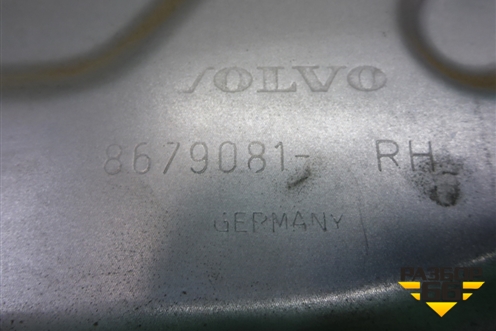 VOLVO
8679081- RH
GERMANY